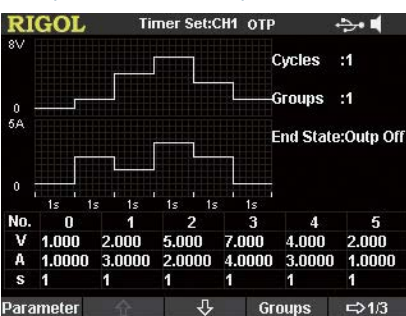 RIGOL Timer Set:CH1 OTP
8V
Cycles :1
Groups :1
0
5A
End State:Outp Off
0
1s 1s 1s 1s 1s
No. 0 1 2 3 4 5
V 1.000 2.000 5.000 7.000 4.000 2.000
A 1.0000 3.0000 2.0000 4.0000 3.0000 1.0000
s 1 1 1 1 1 1
Parameter Groups 1/3